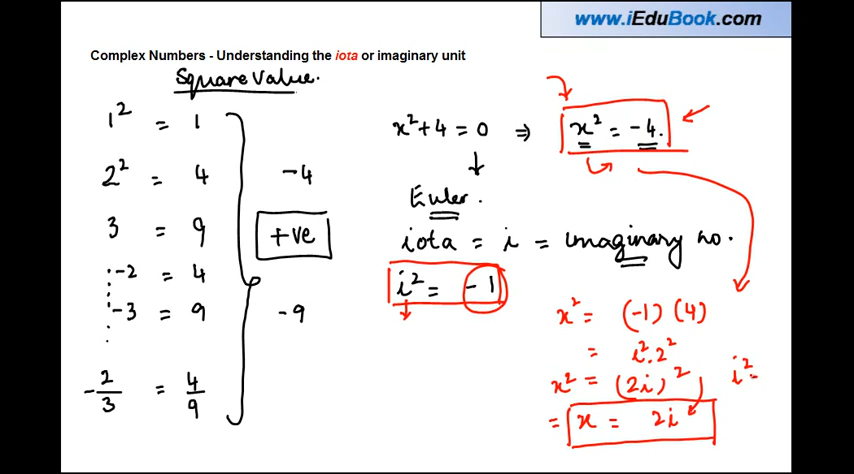 www.iEduBook.com
Complex Numbers - Understanding the iota or imaginary unit
Square Value.
1² = 1
2² = 4
-4
3 = 9
+ve
-2 = 4
-3 = 9
-9
-2/3 = 4/9
x² + 4 = 0 ⇒ x² = -4.
Euler.
iota = i = imaginary no.
i² = -1
x² = (-1) (4)
= i². 2²
x² = (2i)²
i² =
= x = 2i